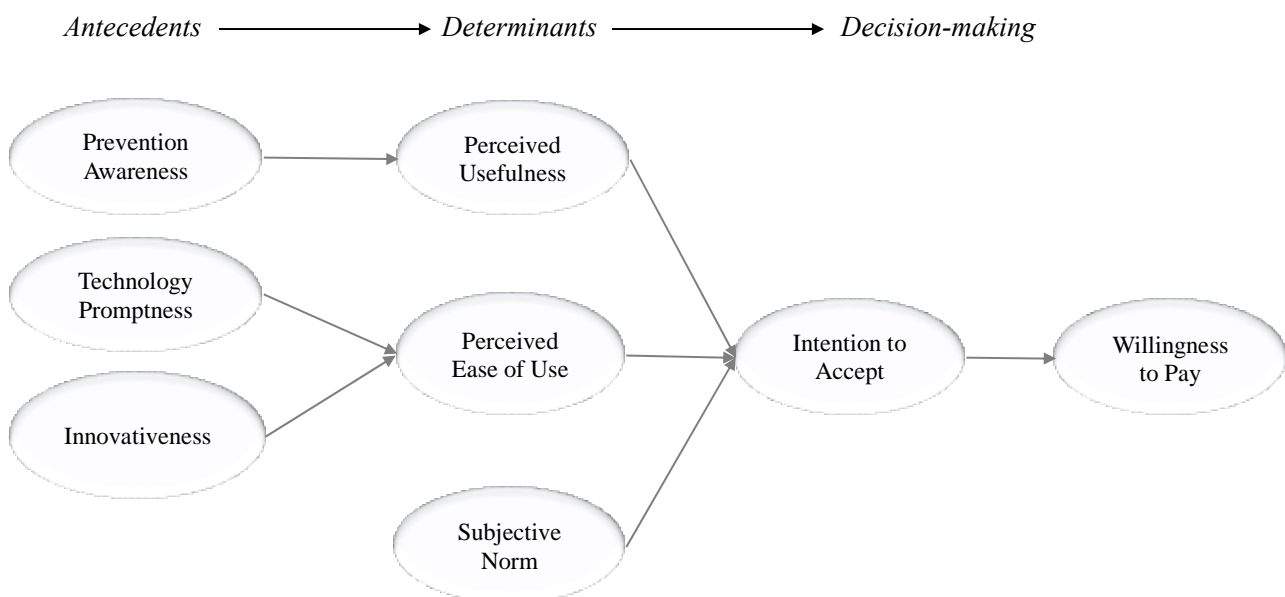 Antecedents
Determinants
Decision-making
Prevention
Awareness
Perceived
Usefulness
Technology
Promptness
Perceived
Ease of Use
Intention to
Accept
Willingness
to Pay
Innovativeness
Subjective
Norm